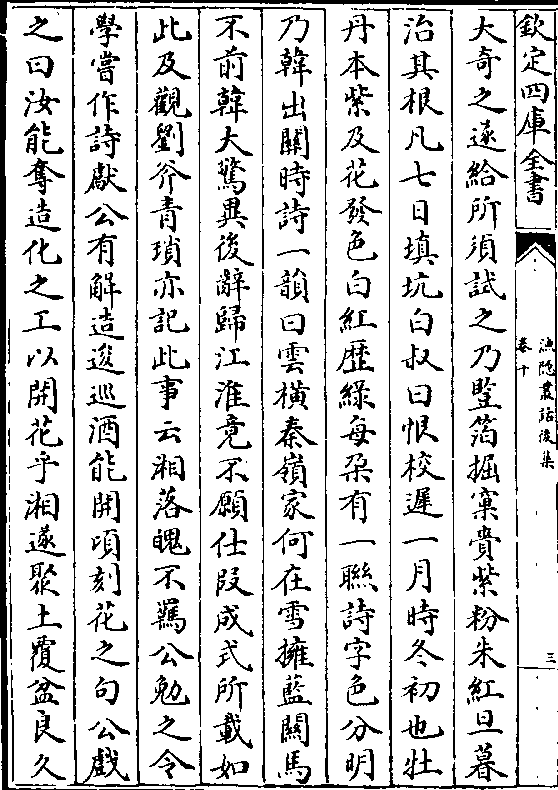 欽定四庫全書
漁隱叢話後集
卷十
三
大奇之遂給所須試之乃豎箔掘窠賫紫粉朱紅旦暮
治其根凡七日填坑白叔曰恨校遲一月時冬初也牡
丹本紫及花發色白紅歴緑每朶有一聯詩字色分明
乃韓出關時詩一韻曰雲橫秦嶺家何在雪擁藍關馬
不前韓大驚異後辭歸江淮竟不願仕段成式所載如
此及觀劉斧青瑣亦記此事云湘落魄不羈公勉之令
學嘗作詩獻公有解造逡巡酒能開頃刻花之句公戲
之曰汝能奪造化之工以開花乎湘遂聚土覆盆良久